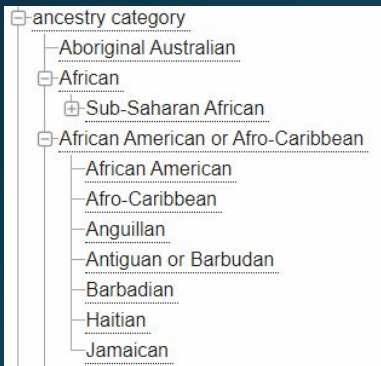 ancestry category
Aboriginal Australian
African
Sub-Saharan African
African American or Afro-Caribbean
African American
Afro-Caribbean
Anguillan
Antiguan or Barbudan
Barbadian
Haitian
Jamaican